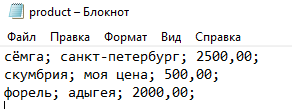 product – Блокнот
Файл Правка Формат Вид Справка
сёмга; санкт-петербург; 2500,00;
скумбрия; моя цена; 500,00;
форель; адыгея; 2000,00;